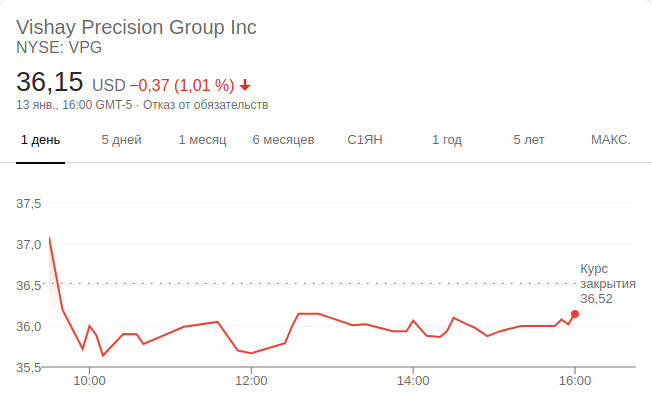 Vishay Precision Group Inc
NYSE: VPG
36,15 USD −0,37 (1,01 %)
13 янв., 16:00 GMT-5 · Отказ от обязательств
1 день 5 дней 1 месяц 6 месяцев С1ЯН 1 год 5 лет МАКС.
37,5
37,0
36,5
36,0
35,5
Курс
закрытия
36,52
10:00 12:00 14:00 16:00